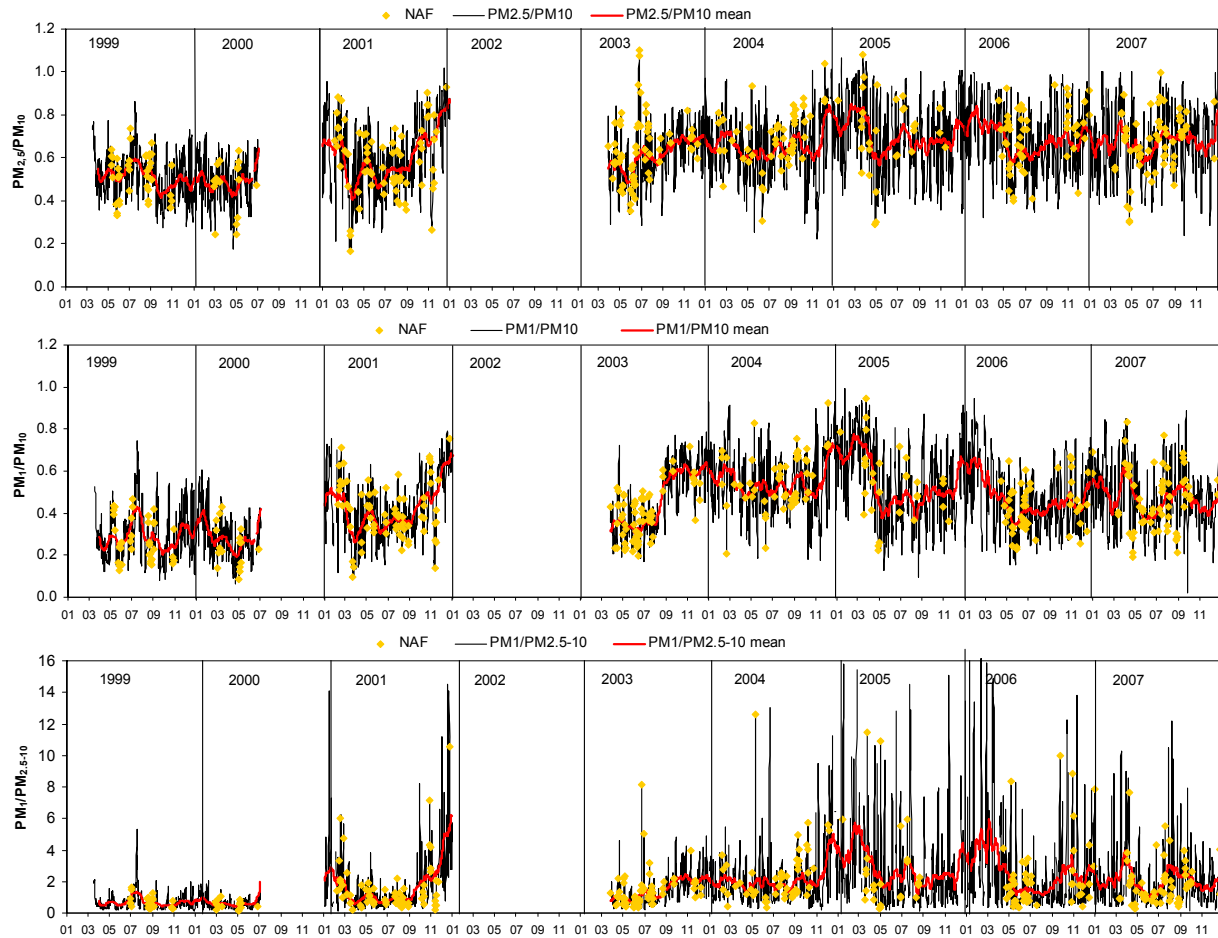 NAF PM2.5/PM10 PM2.5/PM10 mean
1.2
1.0
0.8
0.6
0.4
0.2
0.0
PM2.5/PM10
1999 2000 2001 2002 2003 2004 2005 2006 2007
01 03 05 07 09 11 01 03 05 07 09 11 01 03 05 07 09 11 01 03 05 07 09 11 01 03 05 07 09 11 01 03 05 07 09 11 01 03 05 07 09 11 01 03 05 07 09 11 01 03 05 07 09 11
NAF PM1/PM10 PM1/PM10 mean
1.2
1.0
0.8
0.6
0.4
0.2
0.0
PM1/PM10
1999 2000 2001 2002 2003 2004 2005 2006 2007
01 03 05 07 09 11 01 03 05 07 09 11 01 03 05 07 09 11 01 03 05 07 09 11 01 03 05 07 09 11 01 03 05 07 09 11 01 03 05 07 09 11 01 03 05 07 09 11 01 03 05 07 09 11
NAF PM1/PM2.5-10 PM1/PM2.5-10 mean
16
14
12
10
8
6
4
2
0
PM1/PM2.5-10
1999 2000 2001 2002 2003 2004 2005 2006 2007
01 03 05 07 09 11 01 03 05 07 09 11 01 03 05 07 09 11 01 03 05 07 09 11 01 03 05 07 09 11 01 03 05 07 09 11 01 03 05 07 09 11 01 03 05 07 09 11 01 03 05 07 09 11